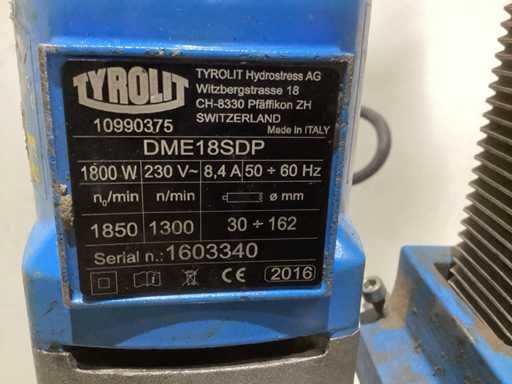 TYROLIT
TYROLIT Hydrostress AG
Witzbergstrasse 18
CH-8330 Pfäffikon ZH
SWITZERLAND
10990375
Made In ITALY
DME18SDP
1800 W 230 V~ 8,4 A 50 ÷ 60 Hz
n₀/min n/min ø mm
1850 1300 30 ÷ 162
Serial n.: 1603340
CE 2016